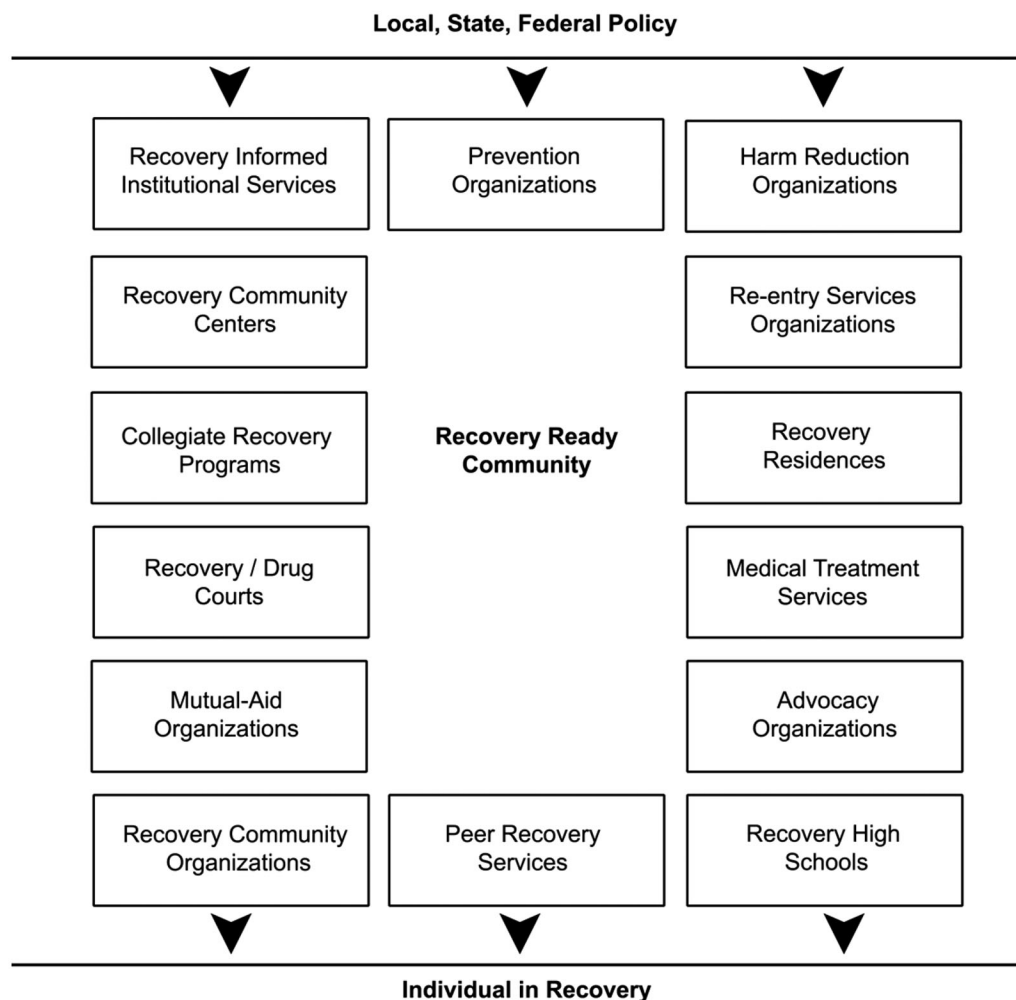 Local, State, Federal Policy
Recovery Informed
Institutional Services
Prevention
Organizations
Harm Reduction
Organizations
Recovery Community
Centers
Re-entry Services
Organizations
Collegiate Recovery
Programs
Recovery Ready
Community
Recovery
Residences
Recovery / Drug
Courts
Medical Treatment
Services
Mutual-Aid
Organizations
Advocacy
Organizations
Recovery Community
Organizations
Peer Recovery
Services
Recovery High
Schools
Individual in Recovery